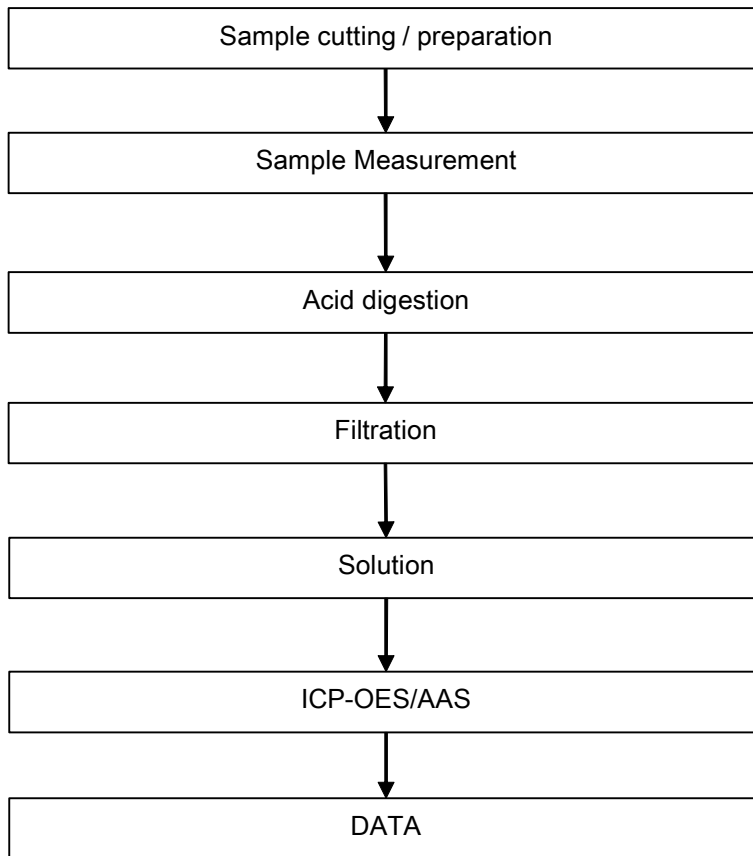 Sample cutting / preparation
Sample Measurement
Acid digestion
Filtration
Solution
ICP-OES/AAS
DATA